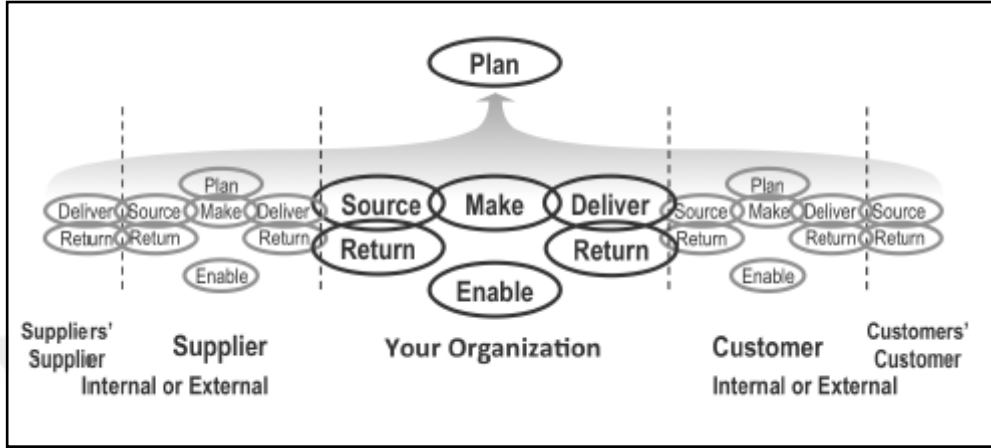 Plan
Plan Plan
Deliver Source Make Deliver Source Make Deliver Source Make Deliver Source
Return Return Return Return Return Return Return Return
Enable Enable Enable
Suppliers' Supplier Your Organization Customer Customers'
Supplier Customer
Internal or External Internal or External